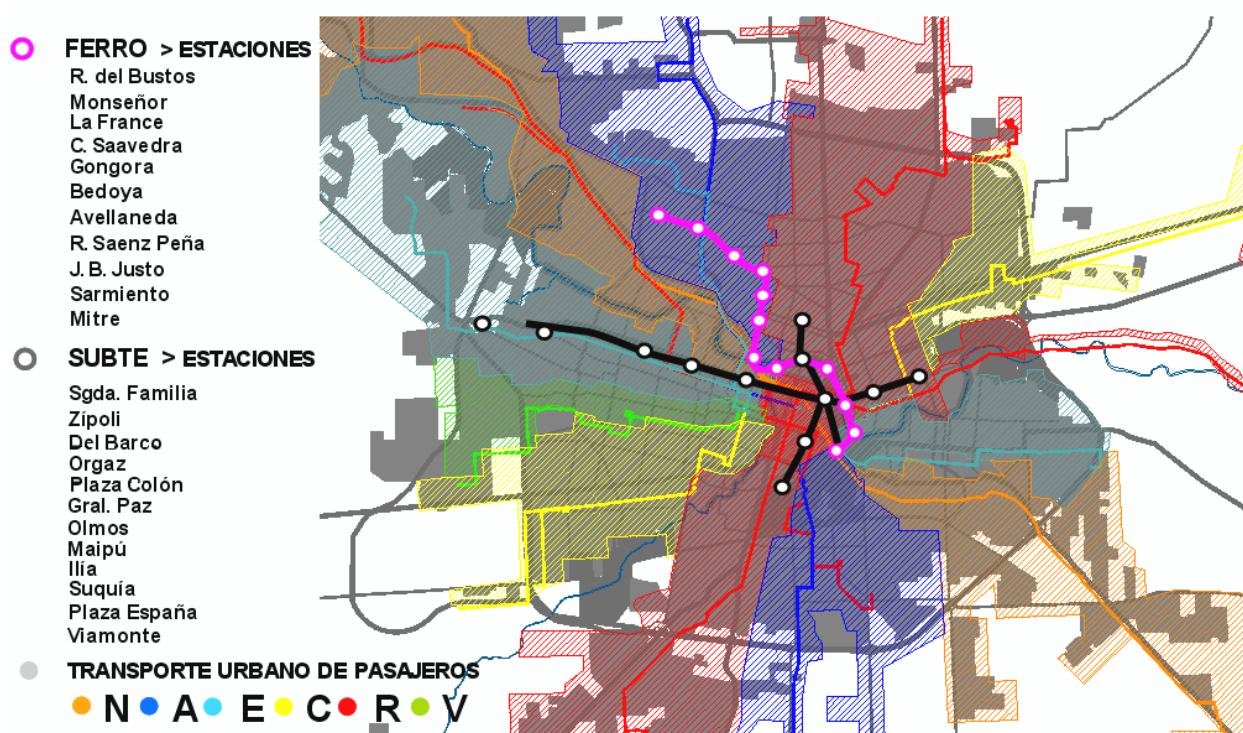 FERRO > ESTACIONES
R. del Bustos
Monseñor
La France
C. Saavedra
Gongora
Bedoya
Avellaneda
R. Saenz Peña
J. B. Justo
Sarmiento
Mitre
SUBTE > ESTACIONES
Sgda. Familia
Zípoli
Del Barco
Orgaz
Plaza Colón
Gral. Paz
Olmos
Maipú
Ilía
Suquía
Plaza España
Viamonte
TRANSPORTE URBANO DE PASAJEROS
N A E C R V